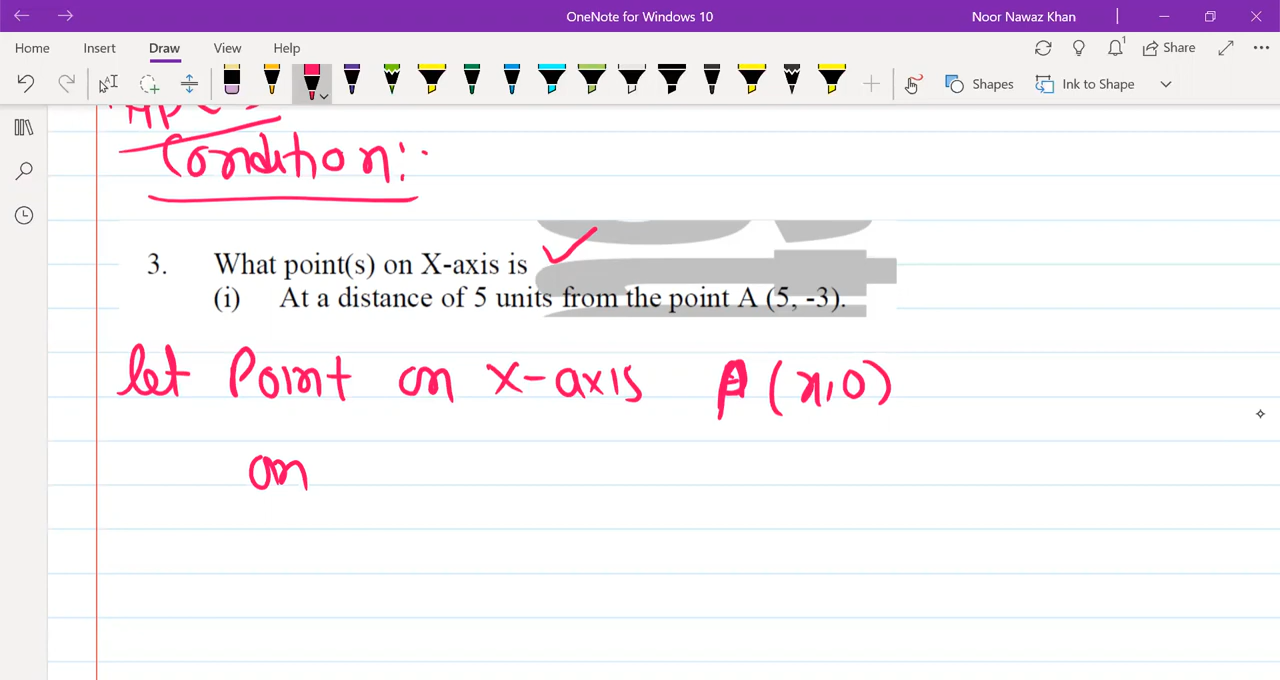 OneNote for Windows 10
Noor Nawaz Khan
Home Insert Draw View Help
1
Share
Shapes
Ink to Shape
Condition:
3. What point(s) on X-axis is
(i) At a distance of 5 units from the point A (5, -3).
let Point on x-axis P (x,0)
on